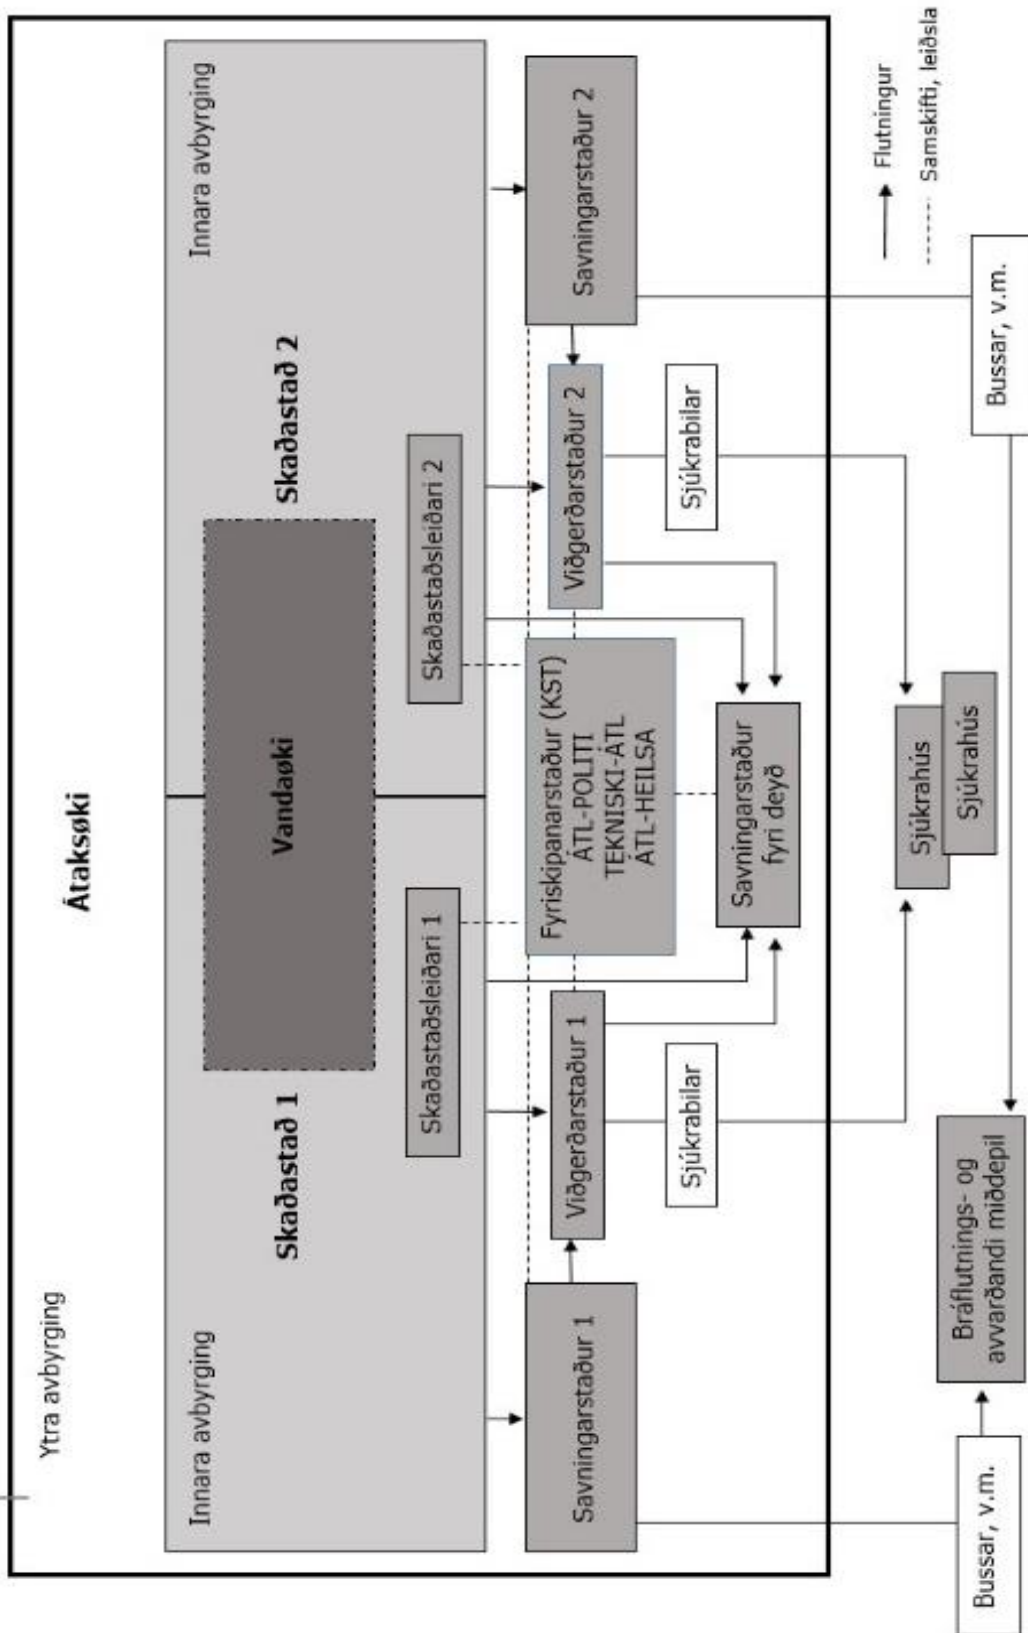 Átaksøki
Ytra avbyrging
Innara avbyrging
Innara avbyrging
Skaðastað 1
Vandaøki
Skaðastað 2
Skaðastaðsleiðari 1
Skaðastaðsleiðari 2
Savningarstaður 1
Viðgerðarstaður 1
Fyriskipanarstaður (KST)
ÁTL-POLITI
TEKNISKI-ÁTL
ÁTL-HEILSA
Viðgerðarstaður 2
Savningarstaður 2
Sjúkrabilar
Savningarstaður
fyri deyð
Sjúkrabilar
Sjúkrahús
Sjúkrahús
Flutningur
Samskifti, leiðsla
Bussar, v.m.
Bráflutnings- og
avvarðandi miðdepil
Bussar, v.m.